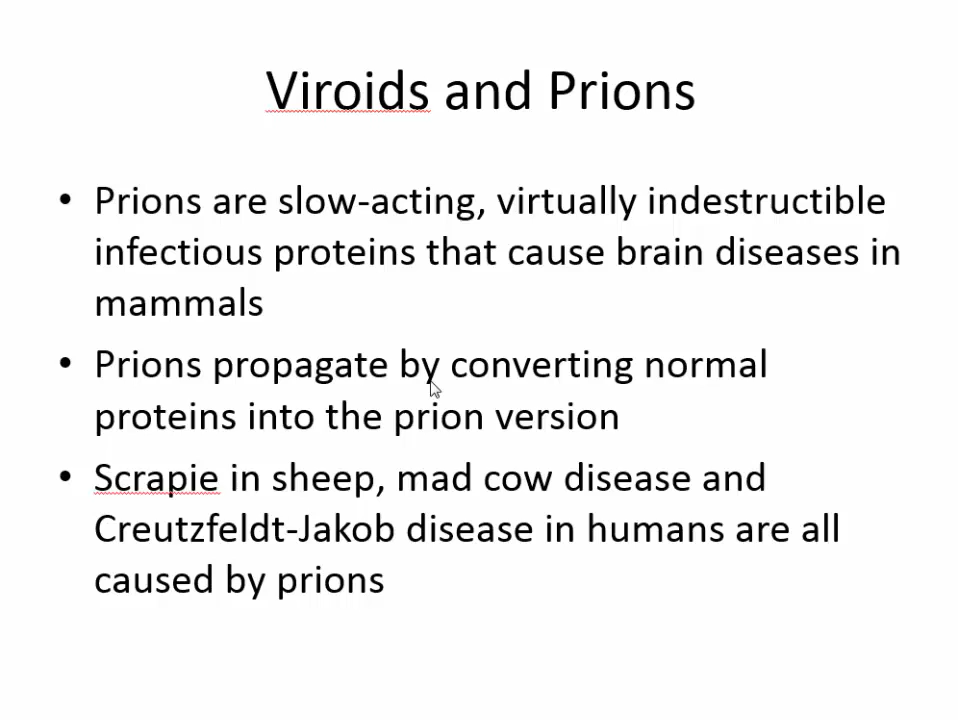 Viroids and Prions
• Prions are slow-acting, virtually indestructible
infectious proteins that cause brain diseases in
mammals
• Prions propagate by converting normal
proteins into the prion version
• Scrapie in sheep, mad cow disease and
Creutzfeldt-Jakob disease in humans are all
caused by prions